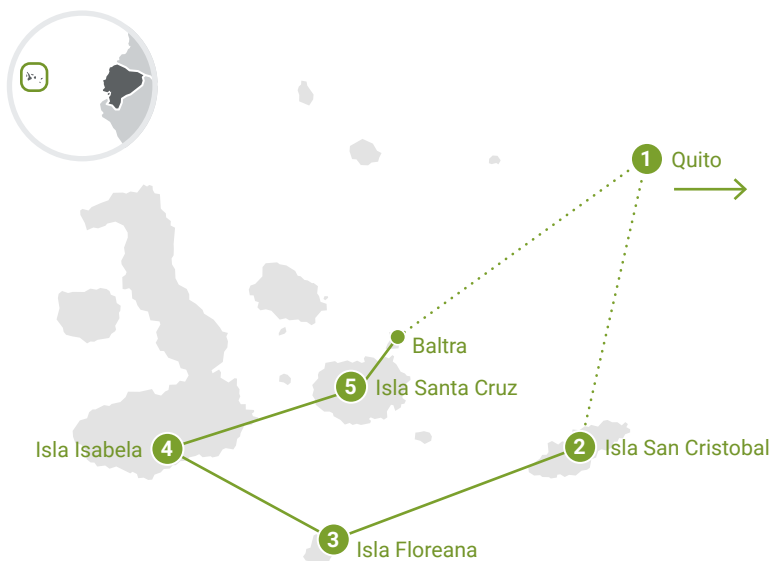 1 Quito
Baltra
5 Isla Santa Cruz
Isla Isabela 4
2 Isla San Cristobal
3 Isla Floreana